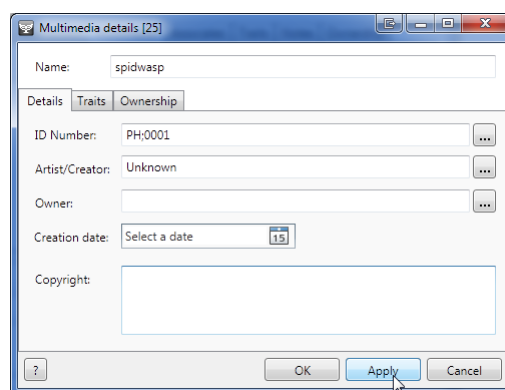 Multimedia details [25]
Name: spidwasp
Details Traits Ownership
ID Number: PH;0001 ...
Artist/Creator: Unknown ...
Owner: ...
Creation date: Select a date 15
Copyright:
? OK Apply Cancel